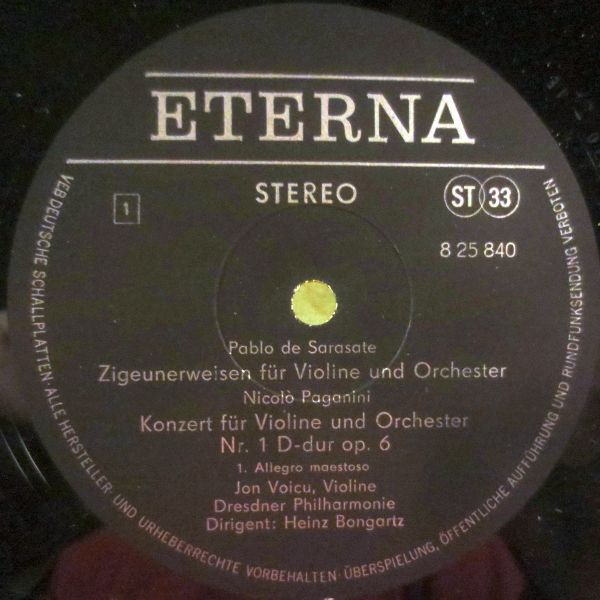 ETERNA
STEREO
1
ST 33
8 25 840
Pablo de Sarasate
Zigeunerweisen für Violine und Orchester
Nicolò Paganini
Konzert für Violine und Orchester
Nr. 1 D-dur op. 6
1. Allegro maestoso
Jon Voicu, Violine
Dresdner Philharmonie
Dirigent: Heinz Bongartz
VEB DEUTSCHE SCHALLPLATTEN · ALLE HERSTELLER- UND URHEBERRECHTE VORBEHALTEN · ÜBERSPIELUNG, ÖFFENTLICHE AUFFÜHRUNG UND RUNDFUNKSENDUNG VERBOTEN